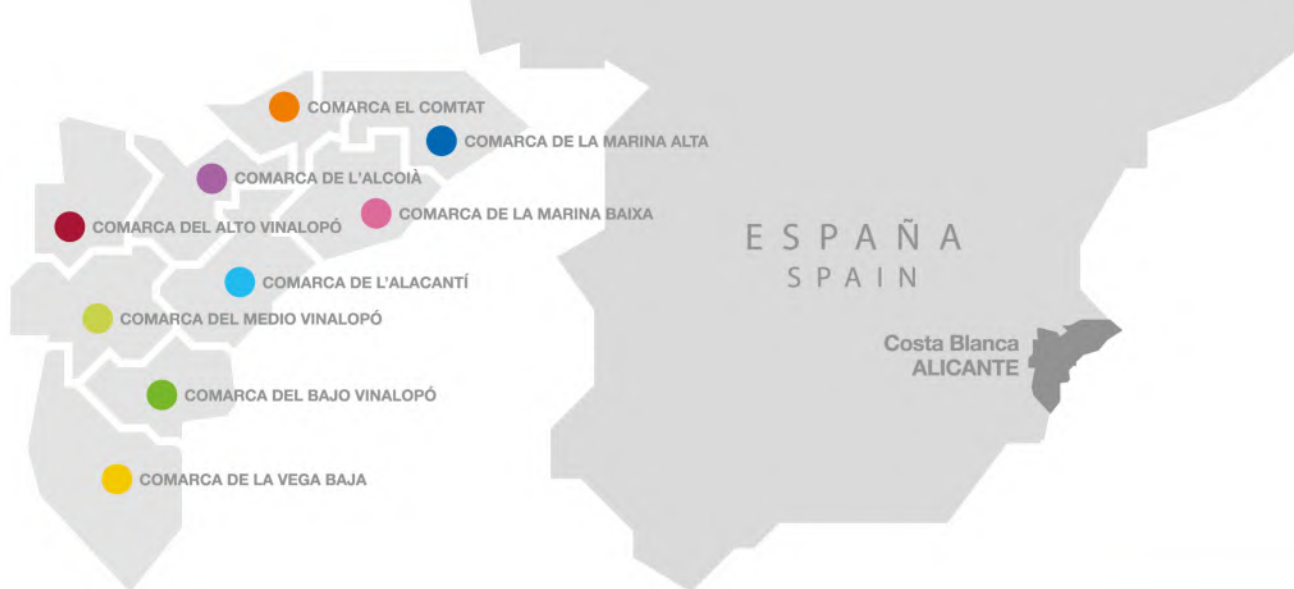 COMARCA EL COMTAT
COMARCA DE LA MARINA ALTA
COMARCA DE L'ALCOIÀ
COMARCA DE LA MARINA BAIXA
COMARCA DEL ALTO VINALOPÓ
COMARCA DE L'ALACANTÍ
COMARCA DEL MEDIO VINALOPÓ
COMARCA DEL BAJO VINALOPÓ
COMARCA DE LA VEGA BAJA
ESPAÑA
SPAIN
Costa Blanca
ALICANTE